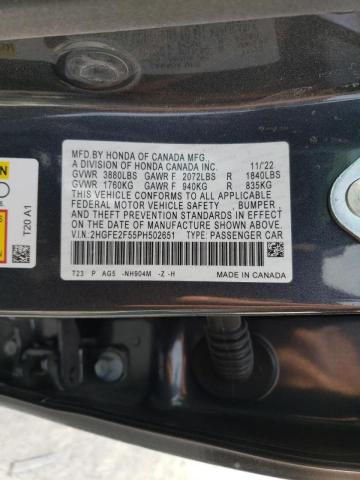 MFD.BY HONDA OF CANADA MFG.,
A DIVISION OF HONDA CANADA INC. 11/'22
GVWR 3880LBS GAWR F 2072LBS R 1840LBS
GVWR 1760KG GAWR F 940KG R 835KG
THIS VEHICLE CONFORMS TO ALL APPLICABLE
FEDERAL MOTOR VEHICLE SAFETY , BUMPER ,
AND THEFT PREVENTION STANDARDS IN EFFECT
ON THE DATE OF MANUFACTURE SHOWN ABOVE.
V.I.N:2HGFE2F55PH502651 TYPE: PASSENGER CAR
T23 P AG5 -NH904M -Z -H MADE IN CANADA
T20 A1